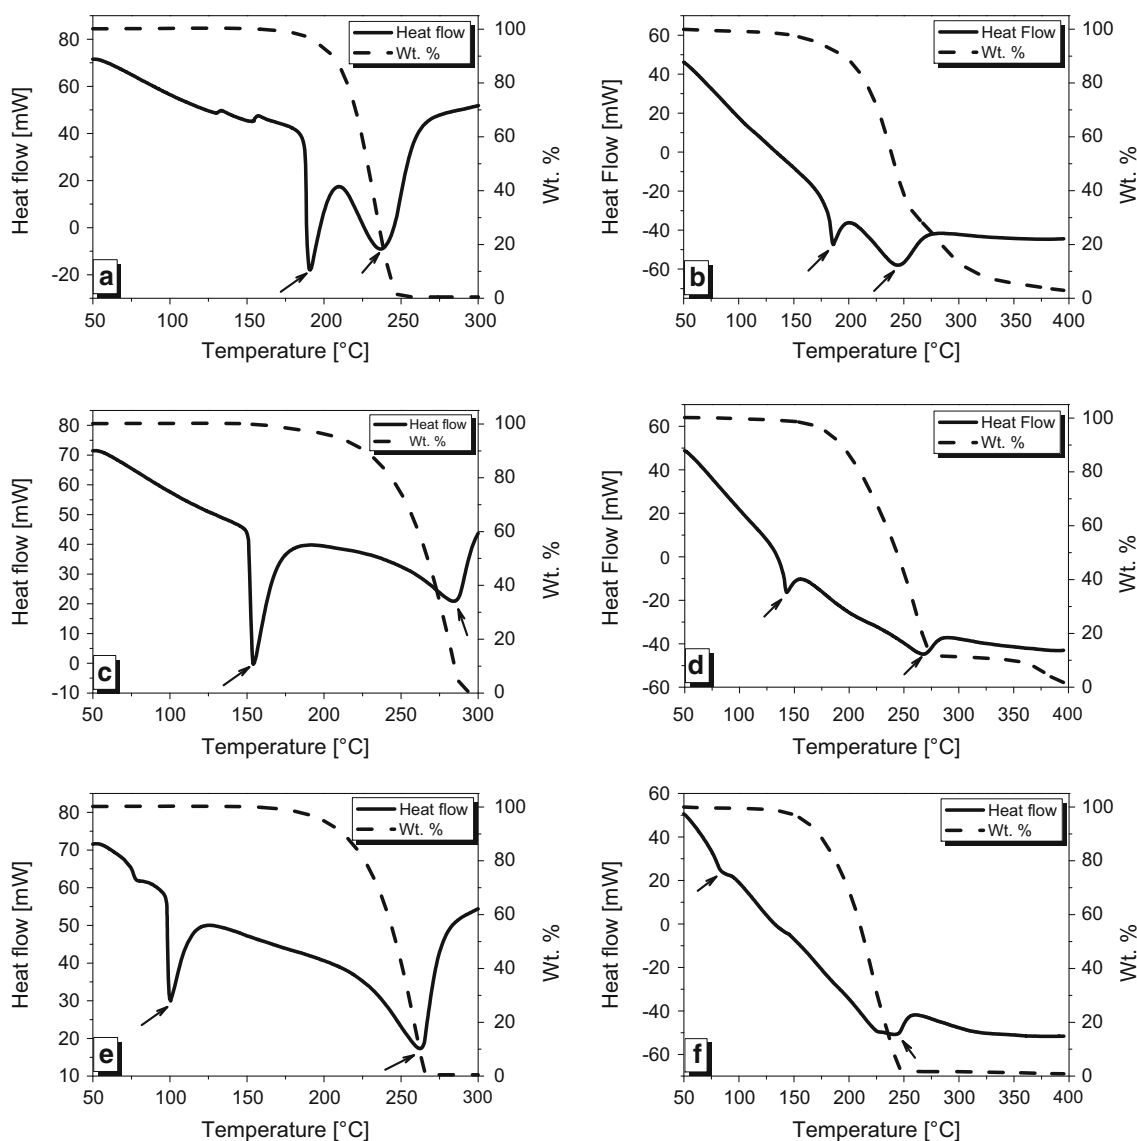 Heat flow
Wt. %
80
60
40
20
0
-20
100
80
60
40
20
0
Heat flow [mW]
Wt. %
a
50 100 150 200 250 300
Temperature [°C]
Heat Flow
Wt. %
60
40
20
0
-20
-40
-60
100
80
60
40
20
0
Heat Flow [mW]
Wt. %
b
50 100 150 200 250 300 350 400
Temperature [°C]
Heat flow
Wt. %
80
70
60
50
40
30
20
10
0
-10
100
80
60
40
20
0
Heat flow [mW]
Wt. %
c
50 100 150 200 250 300
Temperature [°C]
Heat Flow
Wt. %
60
40
20
0
-20
-40
-60
100
80
60
40
20
0
Heat Flow [mW]
Wt. %
d
50 100 150 200 250 300 350 400
Temperature [°C]
Heat flow
Wt. %
80
70
60
50
40
30
20
10
100
80
60
40
20
0
Heat flow [mW]
Wt. %
e
50 100 150 200 250 300
Temperature [°C]
Heat flow
Wt. %
60
40
20
0
-20
-40
-60
100
80
60
40
20
0
Heat flow [mW]
Wt. %
f
50 100 150 200 250 300 350 400
Temperature [°C]